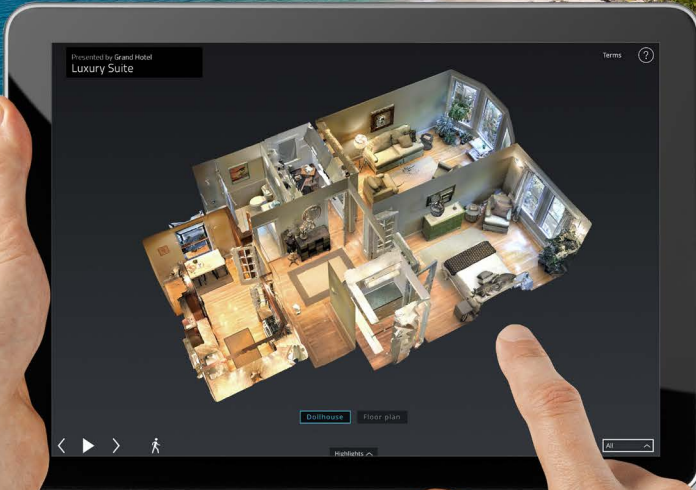 Presented by Grand Hotel
Luxury Suite
Terms
?
Dollhouse
Floor plan
Highlights
All